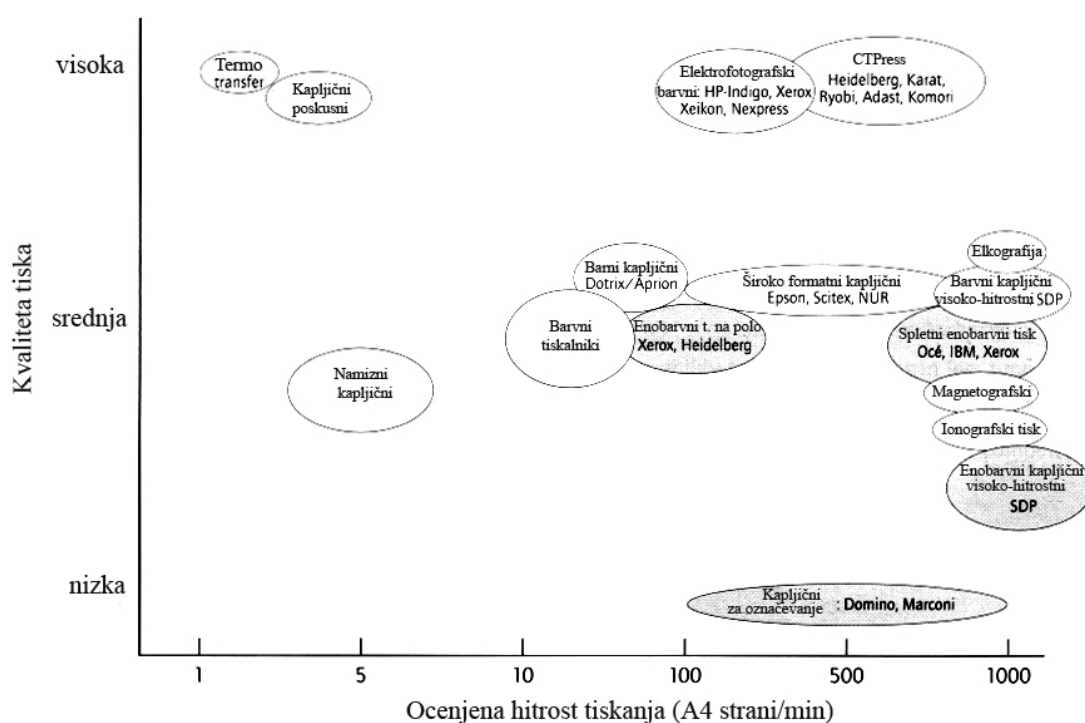 visoka
Termo
transfer
Kapljični
poskusni
Elektrofotografski
barvni: HP-Indigo, Xerox
Xeikon, Nexpress
CTPress
Heidelberg, Karat,
Ryobi, Adast, Komori
Kvaliteta tiska
srednja
Barni kapljični
Dotrix/Aprion
Široko formatni kapljični
Epson, Scitex, NUR
Elkografija
Barvni kapljični
visoko-hitrostni SDP
Barvni
tiskalniki
Enobarvni t. na polo
Xerox, Heidelberg
Spletni enobarvni tisk
Océ, IBM, Xerox
Namizni
kapljični
Magnetografski
Ionografski tisk
Enobarvni kapljični
visoko-hitrostni
SDP
nizka
Kapljični
za označevanje : Domino, Marconi
1 5 10 100 500 1000
Ocenjena hitrost tiskanja (A4 strani/min)